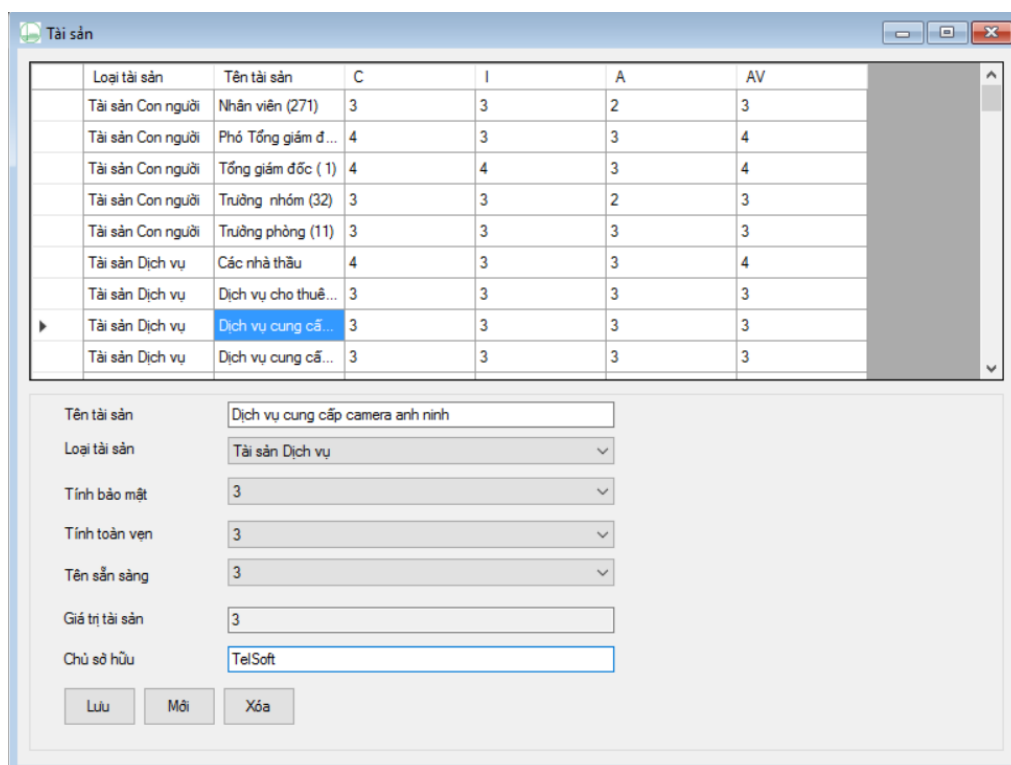 Tài sản
Loại tài sản Tên tài sản C I A AV
Tài sản Con người Nhân viên (271) 3 3 2 3
Tài sản Con người Phó Tổng giám đ... 4 3 3 4
Tài sản Con người Tổng giám đốc ( 1) 4 4 3 4
Tài sản Con người Trưởng nhóm (32) 3 3 2 3
Tài sản Con người Trưởng phòng (11) 3 3 3 3
Tài sản Dịch vụ Các nhà thầu 4 3 3 4
Tài sản Dịch vụ Dịch vụ cho thuê... 3 3 3 3
Tài sản Dịch vụ Dịch vụ cung cấ... 3 3 3 3
Tài sản Dịch vụ Dịch vụ cung cấ... 3 3 3 3
Tên tài sản Dịch vụ cung cấp camera anh ninh
Loại tài sản Tài sản Dịch vụ
Tính bảo mật 3
Tính toàn vẹn 3
Tên sẵn sàng 3
Giá trị tài sản 3
Chủ sở hữu TelSoft
Lưu Mới Xóa